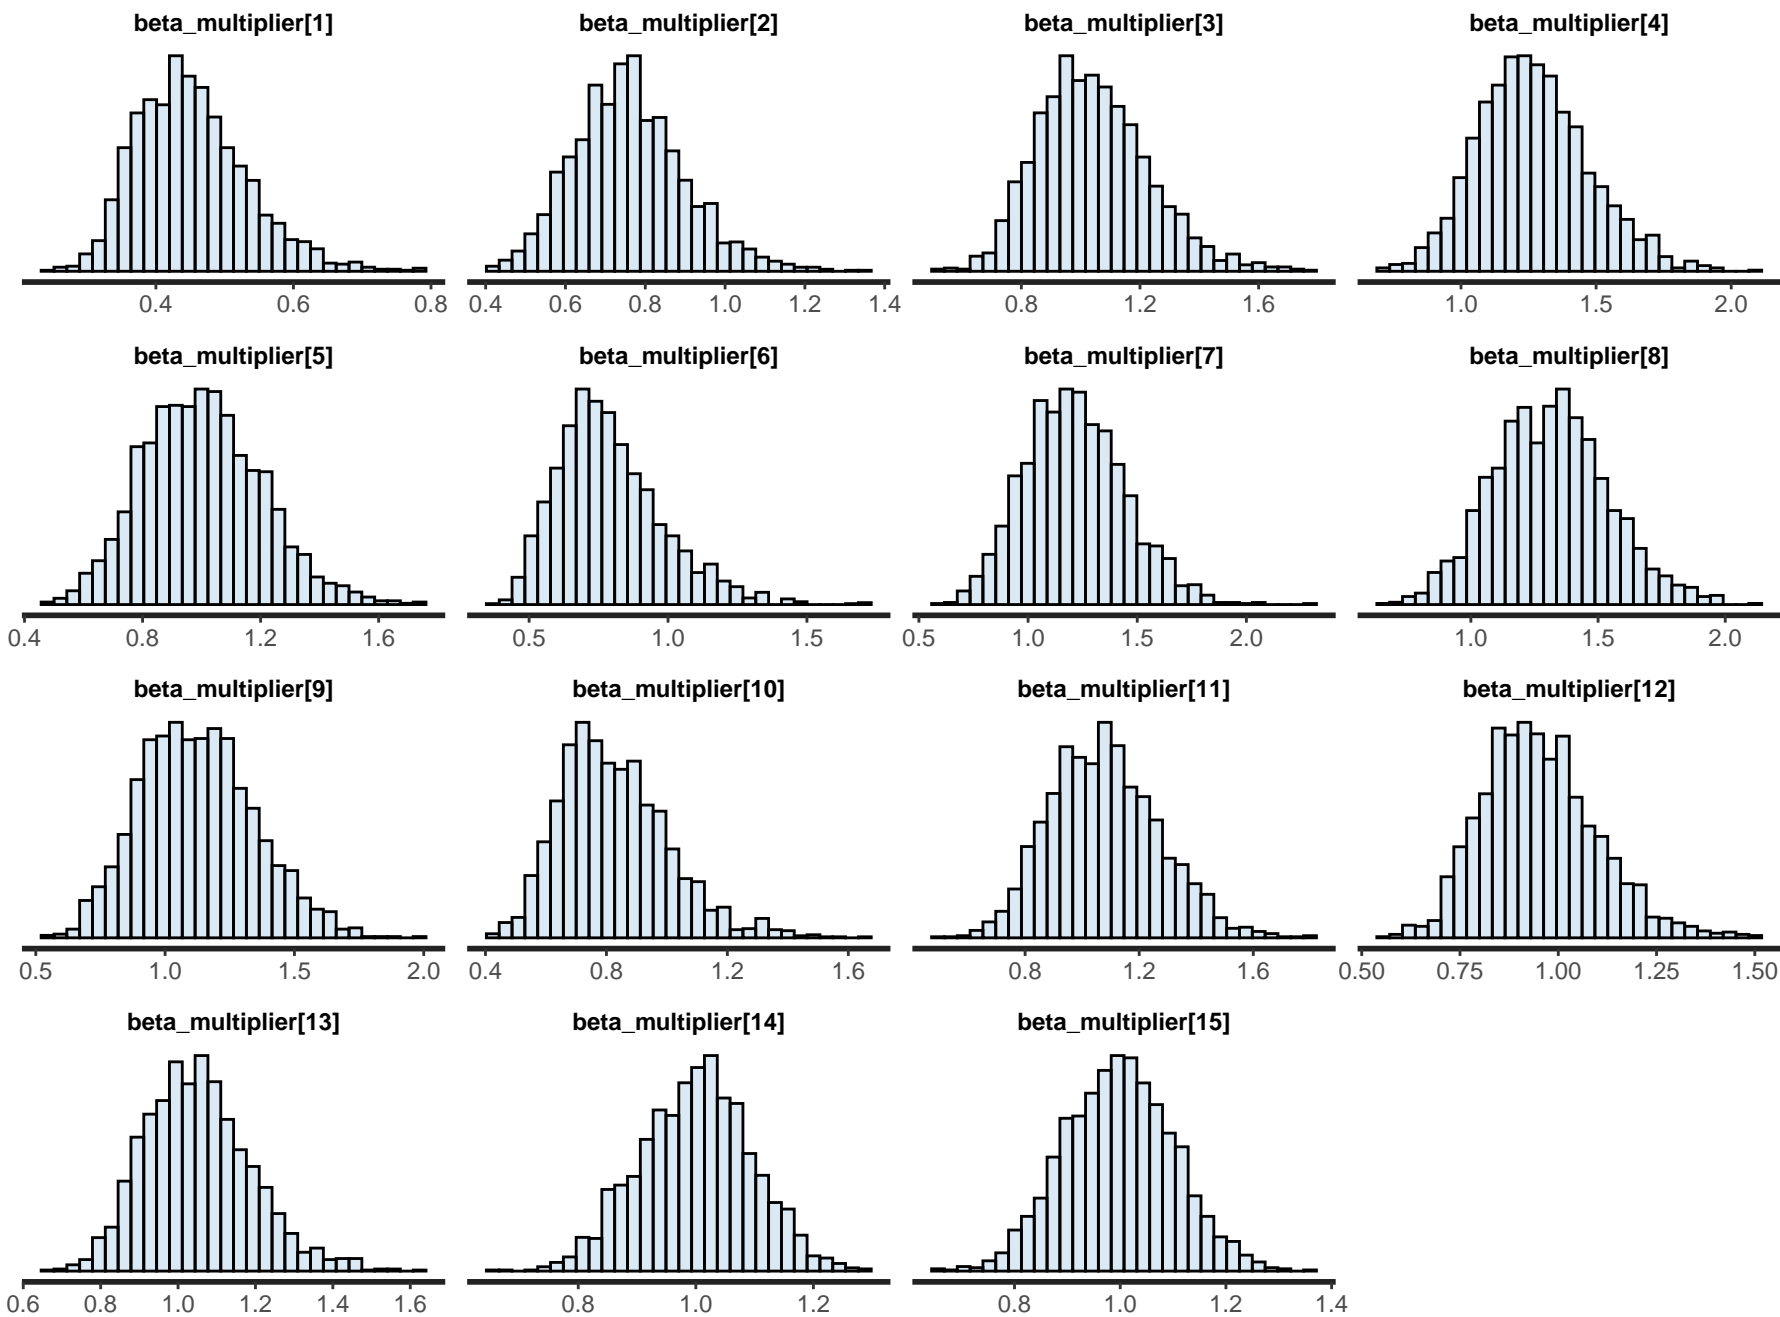 beta_multiplier[1] beta_multiplier[2] beta_multiplier[3] beta_multiplier[4]
0.4 0.6 0.8 0.4 0.6 0.8 1.0 1.2 1.4 0.8 1.2 1.6 1.0 1.5 2.0
beta_multiplier[5] beta_multiplier[6] beta_multiplier[7] beta_multiplier[8]
0.4 0.8 1.2 1.6 0.5 1.0 1.5 0.5 1.0 1.5 2.0 1.0 1.5 2.0
beta_multiplier[9] beta_multiplier[10] beta_multiplier[11] beta_multiplier[12]
0.5 1.0 1.5 2.0 0.4 0.8 1.2 1.6 0.8 1.2 1.6 0.50 0.75 1.00 1.25 1.50
beta_multiplier[13] beta_multiplier[14] beta_multiplier[15]
0.6 0.8 1.0 1.2 1.4 1.6 0.8 1.0 1.2 0.8 1.0 1.2 1.4